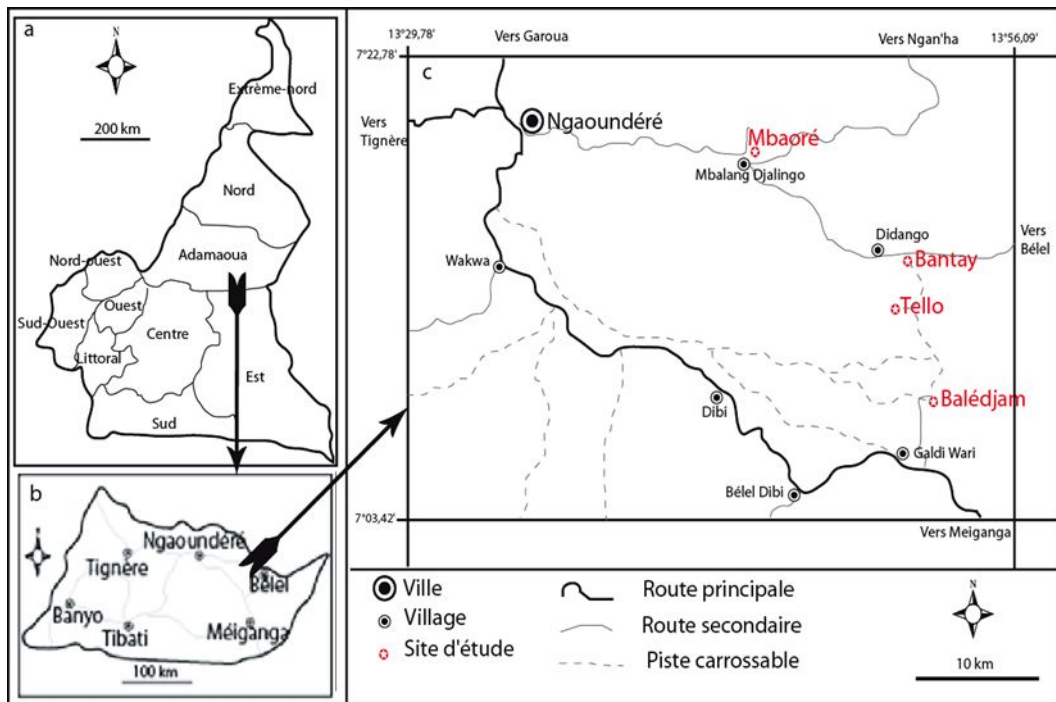 a
N
200 km
Extrême-nord
Nord
Adamaoua
Nord-ouest
Ouest
Sud-Ouest
Centre
Littoral
Est
Sud
b
N
Ngaoundéré
Tignère
Bélel
Banyo
Tibati
Méiganga
100 km
13°29,78'
Vers Garoua
Vers Ngan'ha
13°56,09'
7°22,78'
c
Vers
Tignère
Ngaoundéré
Mbaoré
Mbalang Djalingo
Didango
Vers
Bélel
Bantay
Wakwa
Tello
Dibi
Balédjam
Galdi Wari
Bélel Dibi
7°03,42'
Vers Meiganga
Ville
Village
Site d'étude
Route principale
Route secondaire
Piste carrossable
N
10 km